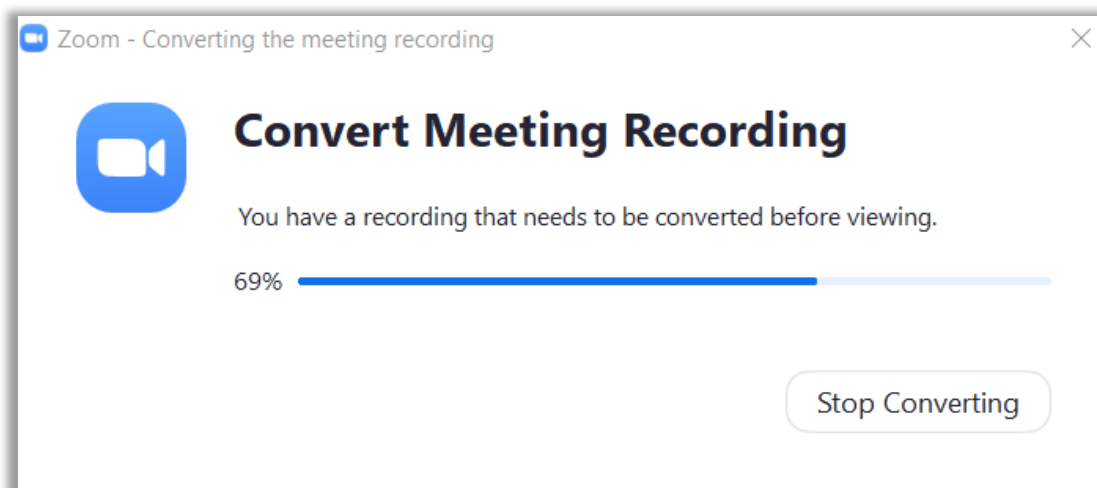 Zoom - Converting the meeting recording
Convert Meeting Recording
You have a recording that needs to be converted before viewing.
69%
Stop Converting